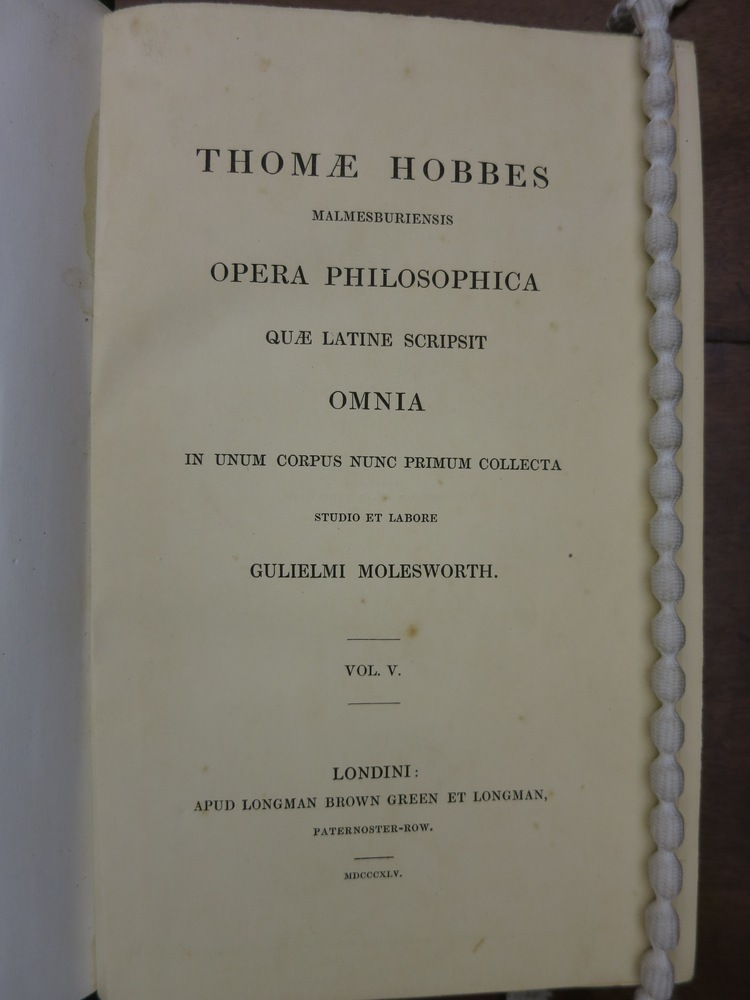 THOMÆ HOBBES
MALMESBURIENSIS
OPERA PHILOSOPHICA
QUÆ LATINE SCRIPSIT
OMNIA
IN UNUM CORPUS NUNC PRIMUM COLLECTA
STUDIO ET LABORE
GULIELMI MOLESWORTH.
VOL. V.
LONDINI:
APUD LONGMAN BROWN GREEN ET LONGMAN,
PATERNOSTER-ROW.
MDCCCXLV.